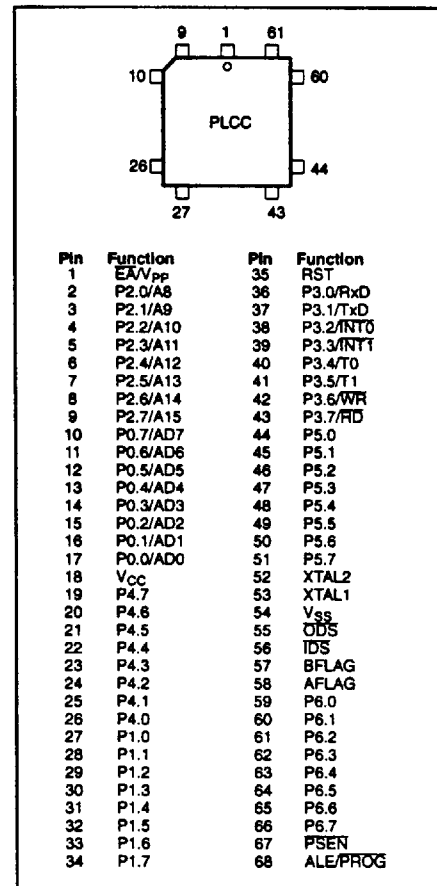 9 1 61
10 60
PLCC
26 44
27 43
Pin Function Pin Function
1 E̅A̅/VPP 35 RST
2 P2.0/A8 36 P3.0/RxD
3 P2.1/A9 37 P3.1/TxD
4 P2.2/A10 38 P3.2/I̅N̅T̅0̅
5 P2.3/A11 39 P3.3/I̅N̅T̅1̅
6 P2.4/A12 40 P3.4/T0
7 P2.5/A13 41 P3.5/T1
8 P2.6/A14 42 P3.6/W̅R̅
9 P2.7/A15 43 P3.7/R̅D̅
10 P0.7/AD7 44 P5.0
11 P0.6/AD6 45 P5.1
12 P0.5/AD5 46 P5.2
13 P0.4/AD4 47 P5.3
14 P0.3/AD3 48 P5.4
15 P0.2/AD2 49 P5.5
16 P0.1/AD1 50 P5.6
17 P0.0/AD0 51 P5.7
18 VCC 52 XTAL2
19 P4.7 53 XTAL1
20 P4.6 54 VSS
21 P4.5 55 O̅D̅S̅
22 P4.4 56 I̅D̅S̅
23 P4.3 57 BFLAG
24 P4.2 58 AFLAG
25 P4.1 59 P6.0
26 P4.0 60 P6.1
27 P1.0 61 P6.2
28 P1.1 62 P6.3
29 P1.2 63 P6.4
30 P1.3 64 P6.5
31 P1.4 65 P6.6
32 P1.5 66 P6.7
33 P1.6 67 P̅S̅E̅N̅
34 P1.7 68 ALE/P̅R̅O̅G̅